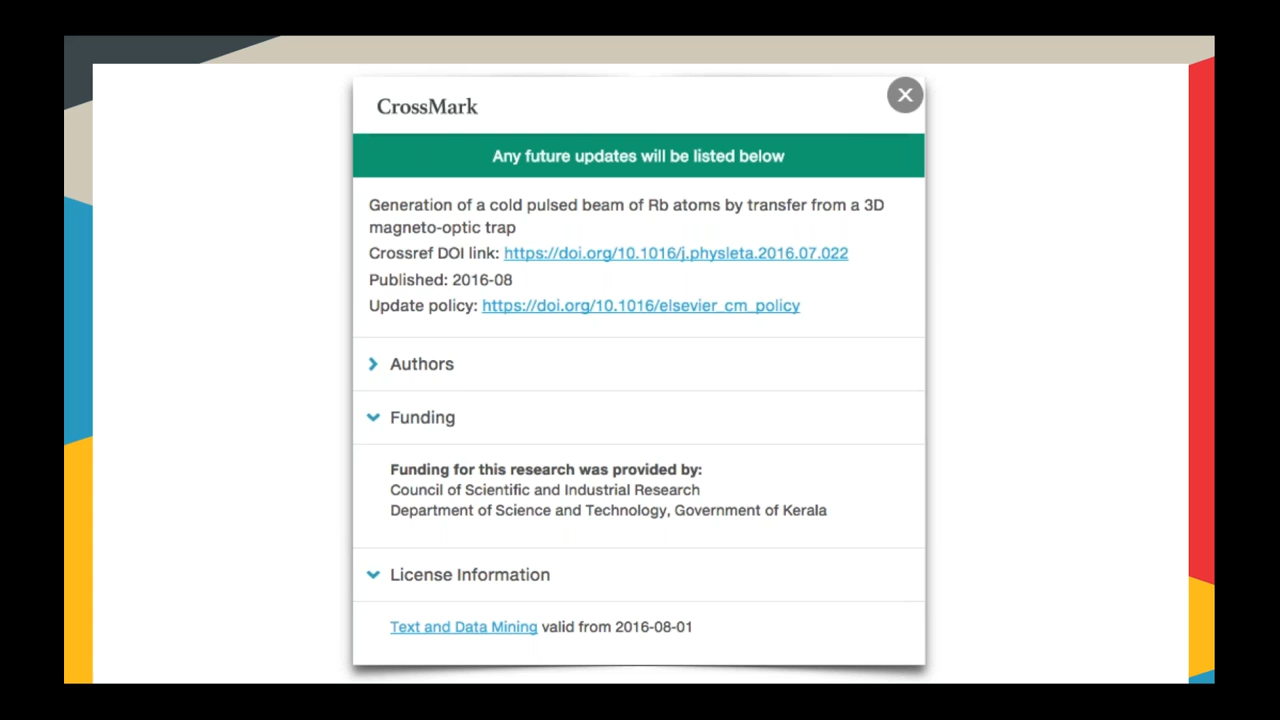 CrossMark
Any future updates will be listed below
Generation of a cold pulsed beam of Rb atoms by transfer from a 3D
magneto-optic trap
Crossref DOI link: https://doi.org/10.1016/j.physleta.2016.07.022
Published: 2016-08
Update policy: https://doi.org/10.1016/elsevier_cm_policy
Authors
Funding
Funding for this research was provided by:
Council of Scientific and Industrial Research
Department of Science and Technology, Government of Kerala
License Information
Text and Data Mining valid from 2016-08-01